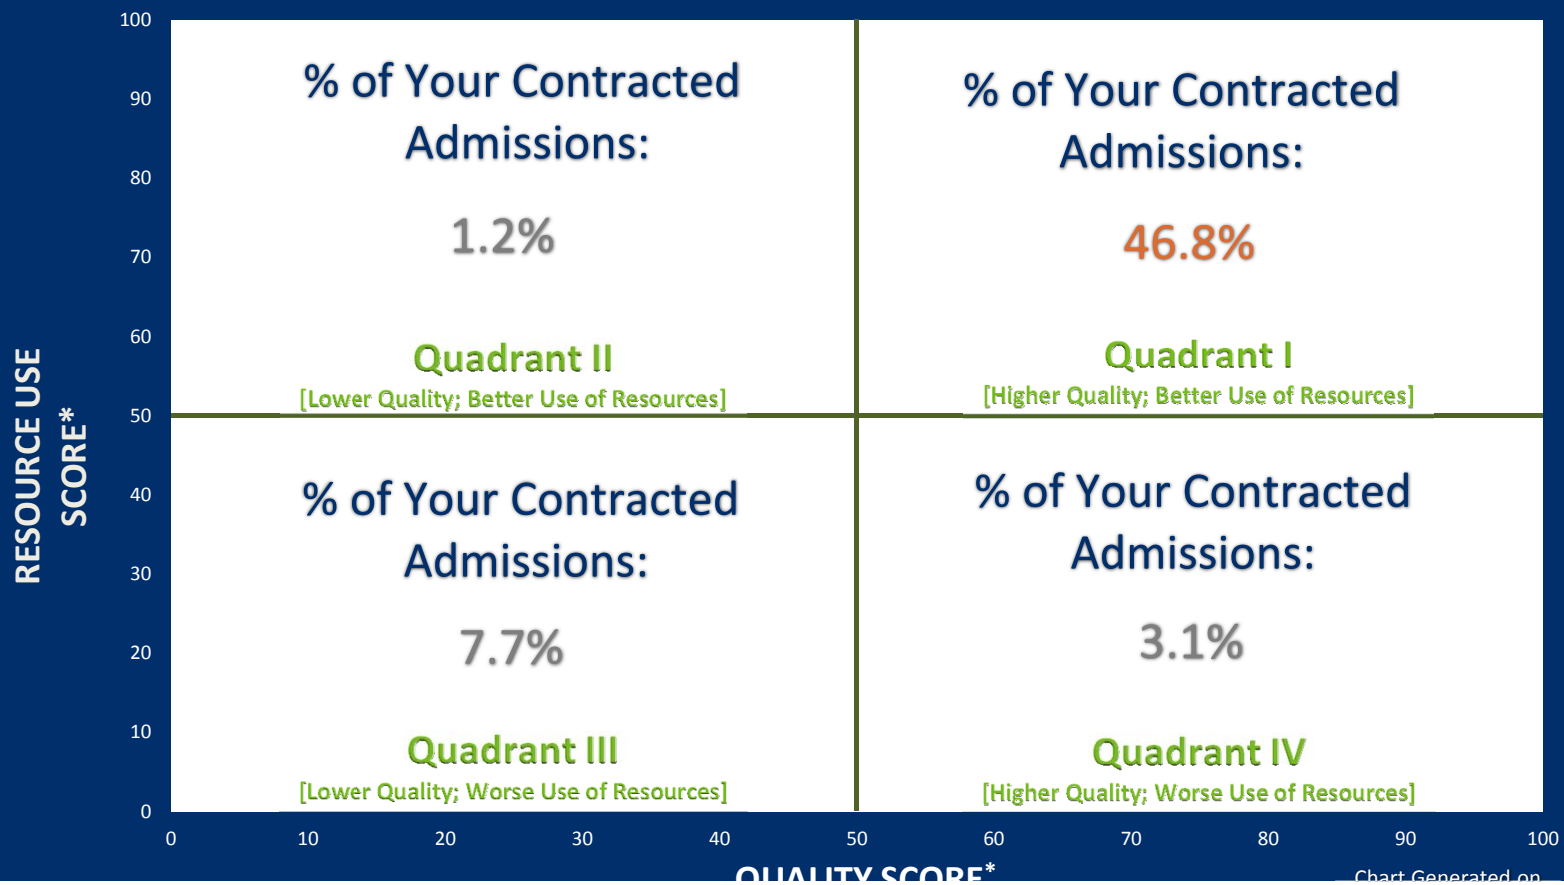 100
90
80
70
60
50
40
30
20
10
0
RESOURCE USE
SCORE*
% of Your Contracted
Admissions:
1.2%
Quadrant II
[Lower Quality; Better Use of Resources]
% of Your Contracted
Admissions:
46.8%
Quadrant I
[Higher Quality; Better Use of Resources]
% of Your Contracted
Admissions:
7.7%
Quadrant III
[Lower Quality; Worse Use of Resources]
% of Your Contracted
Admissions:
3.1%
Quadrant IV
[Higher Quality; Worse Use of Resources]
0 10 20 30 40 50 60 70 80 90 100
QUALITY SCORE*
Chart Generated on